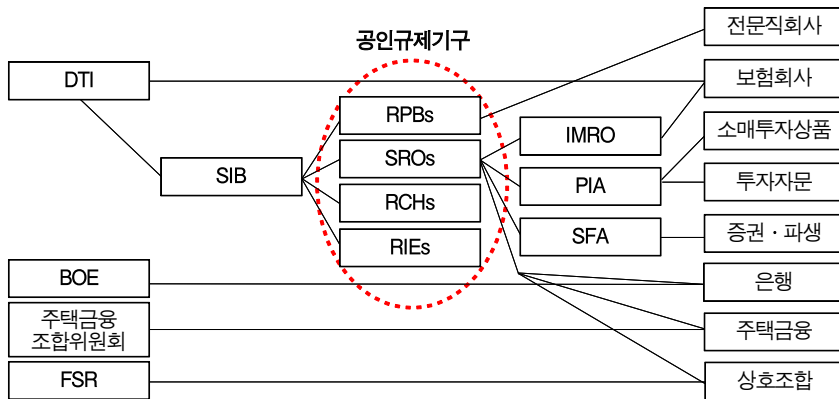 공인규제기구
전문직회사
DTI
보험회사
RPBs
IMRO
소매투자상품
SROs
SIB
PIA
투자자문
RCHs
SFA
증권·파생
RIEs
BOE
은행
주택금융
조합위원회
주택금융
FSR
상호조합